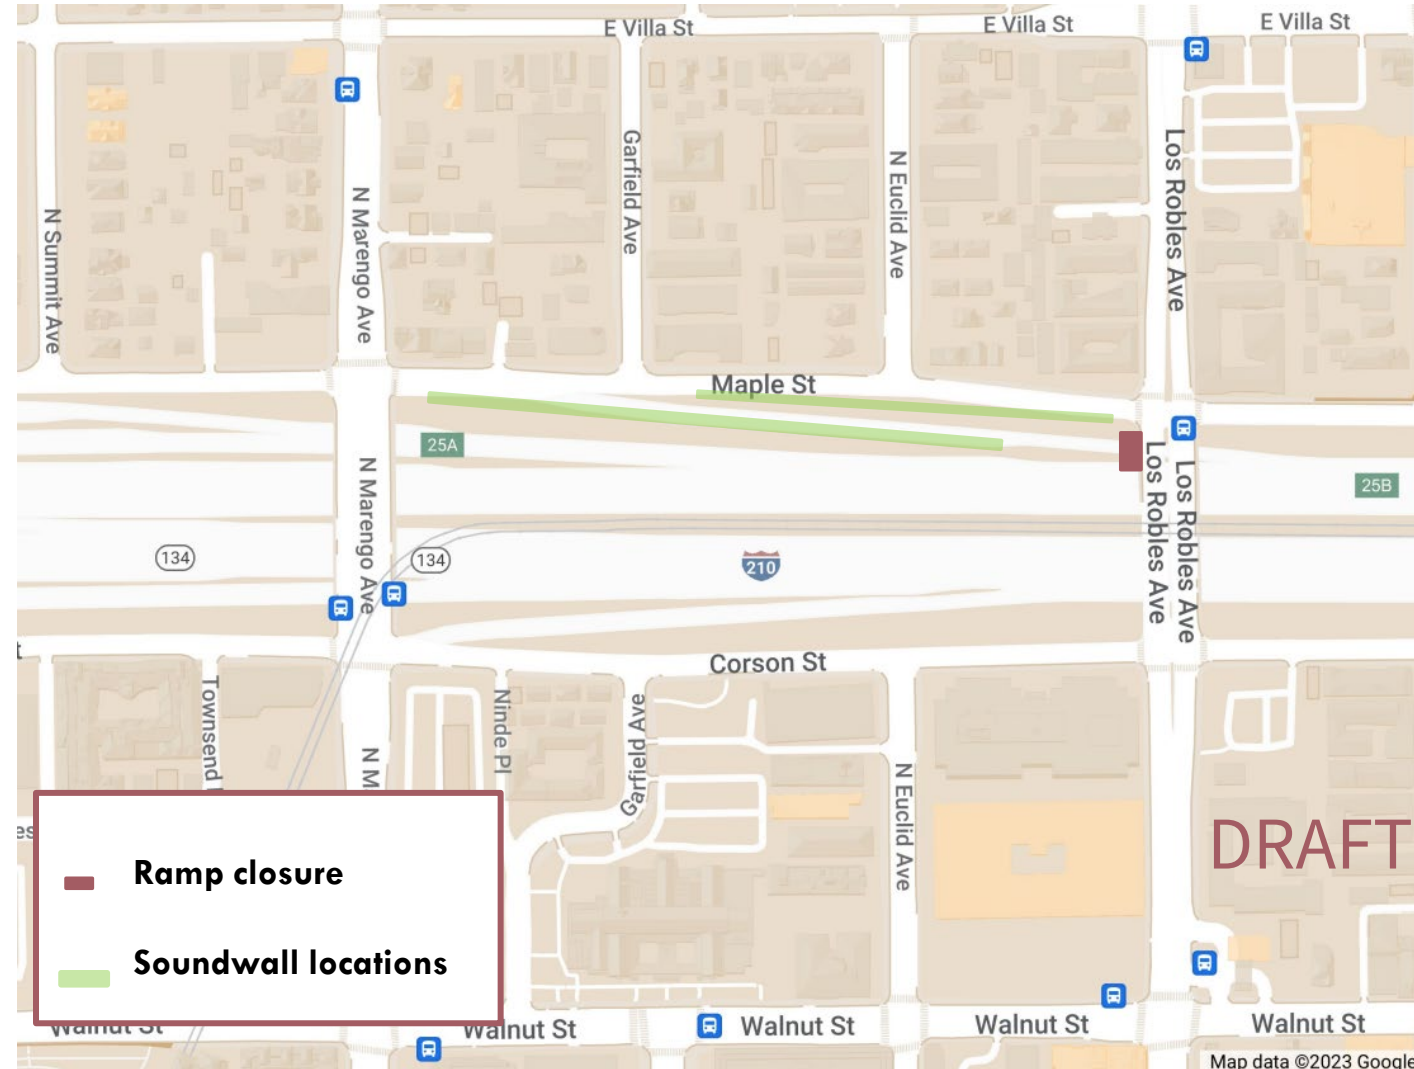 E Villa St
E Villa St
E Villa St
N Summit Ave
N Marengo Ave
Garfield Ave
N Euclid Ave
Los Robles Ave
Maple St
25A
25B
N Marengo Ave
Los Robles Ave
Los Robles Ave
134
134
210
Corson St
Townsend
Ninde Pl
Garfield Ave
N M
N Euclid Ave
DRAFT
Ramp closure
Soundwall locations
Walnut St
Walnut St
Walnut St
Walnut St
Walnut St
Map data ©2023 Google